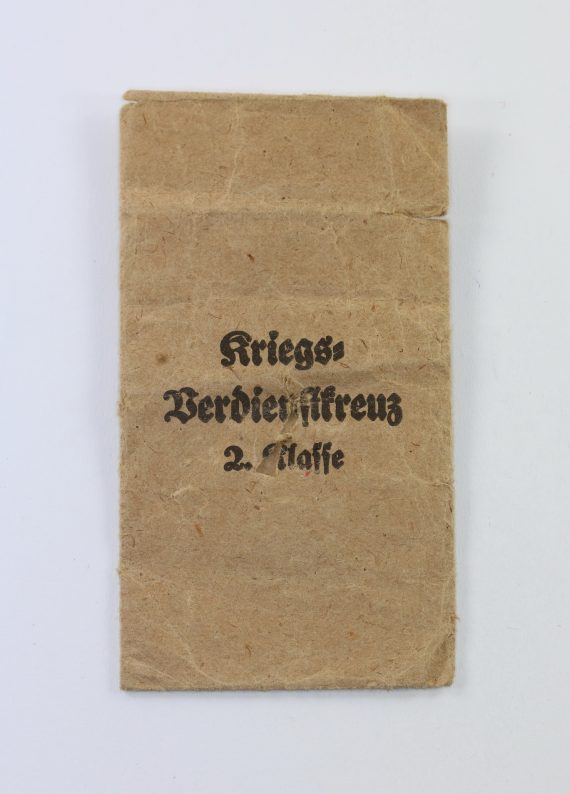 Kriegs-
Verdienstkreuz
2. Klasse